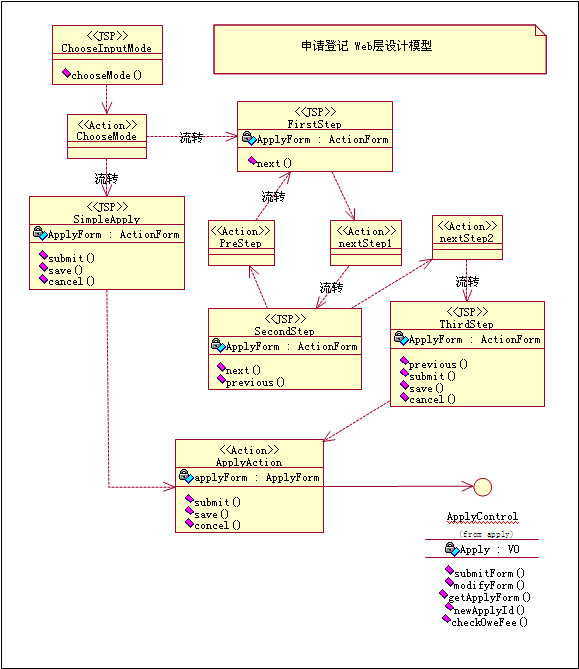 <<JSP>>
ChooseInputMode
chooseMode()
申请登记 Web层设计模型
<<Action>>
ChooseMode
流转
<<JSP>>
FirstStep
ApplyForm : ActionForm
next()
流转
流转
<<JSP>>
SimpleApply
ApplyForm : ActionForm
submit()
save()
cancel()
<<Action>>
PreStep
<<Action>>
nextStep1
<<Action>>
nextStep2
流转
流转
<<JSP>>
SecondStep
ApplyForm : ActionForm
next()
previous()
<<JSP>>
ThirdStep
ApplyForm : ActionForm
previous()
submit()
save()
cancel()
<<Action>>
ApplyAction
applyForm : ApplyForm
submit()
save()
concel()
ApplyControl
(from apply)
Apply : VO
submitForm()
modifyForm()
getApplyForm()
newApplyId()
checkOweFee()